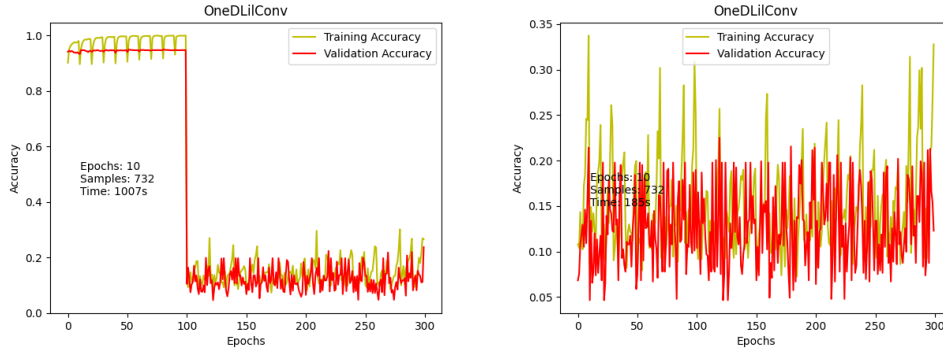 OneDLilConv
1.0
0.8
0.6
0.4
0.2
0.0
Accuracy
Training Accuracy
Validation Accuracy
Epochs: 10
Samples: 732
Time: 1007s
0
50
100
150
200
250
300
Epochs
OneDLilConv
0.35
0.30
0.25
0.20
0.15
0.10
0.05
Accuracy
Training Accuracy
Validation Accuracy
Epochs: 10
Samples: 732
Time: 185s
0
50
100
150
200
250
300
Epochs